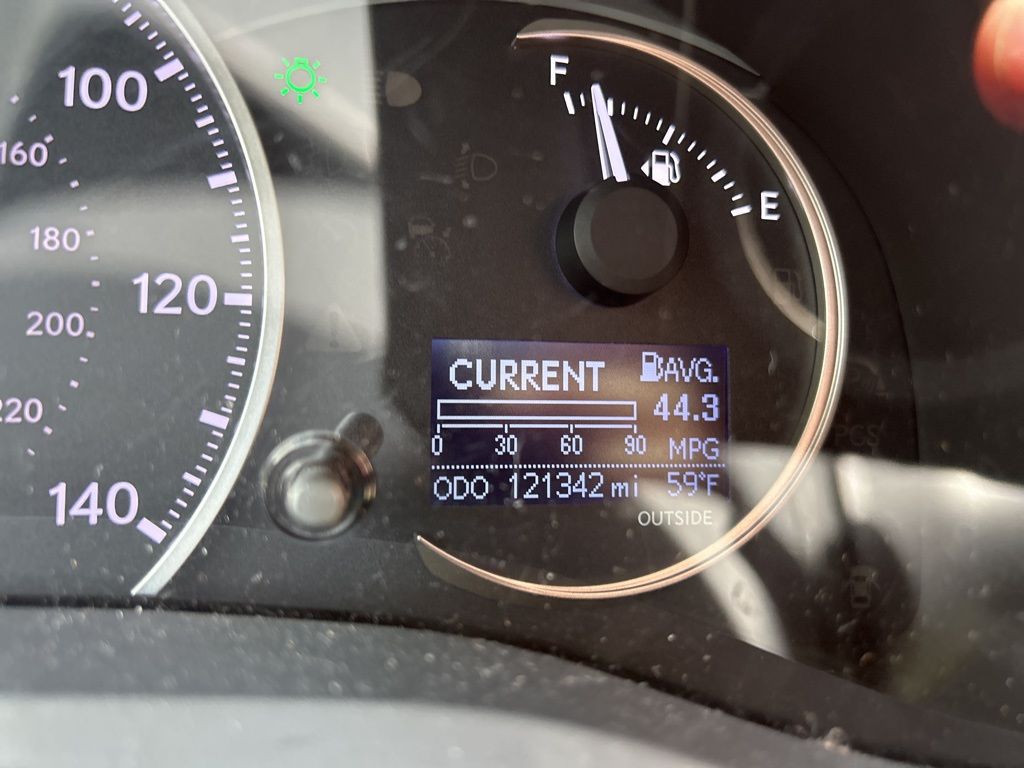 100
160
180
120
200
220
140
F
E
CURRENT
AVG.
44.3
0 30 60 90
MPG
ODO 121342 mi 59°F
OUTSIDE
PCS